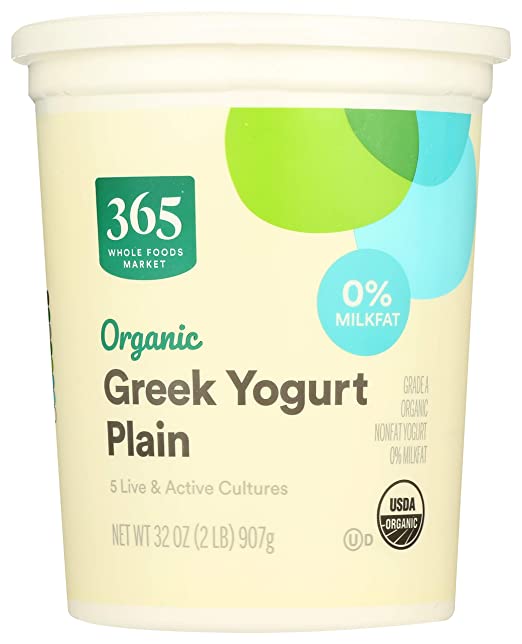 365
WHOLE FOODS
MARKET
0%
MILKFAT
Organic
Greek Yogurt
Plain
GRADE A
ORGANIC
NONFAT YOGURT
0% MILKFAT
5 Live & Active Cultures
NET WT 32 OZ (2 LB) 907g
U D
USDA
ORGANIC